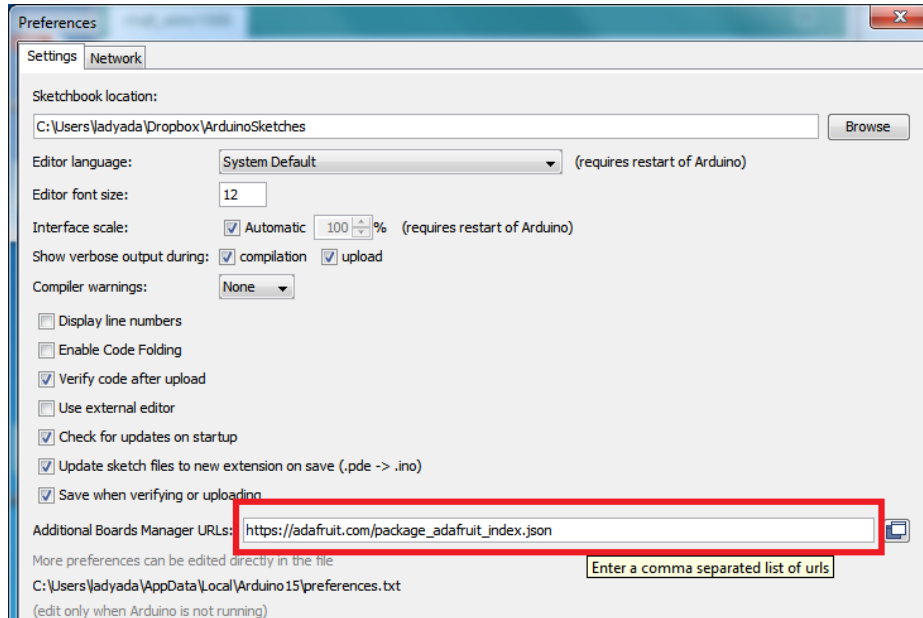 Preferences
Settings Network
Sketchbook location:
C:\Users\ladyada\Dropbox\ArduinoSketches Browse
Editor language: System Default (requires restart of Arduino)
Editor font size: 12
Interface scale: Automatic 100 % (requires restart of Arduino)
Show verbose output during: compilation upload
Compiler warnings: None
Display line numbers
Enable Code Folding
Verify code after upload
Use external editor
Check for updates on startup
Update sketch files to new extension on save (.pde -> .ino)
Save when verifying or uploading
Additional Boards Manager URLs: https://adafruit.com/package_adafruit_index.json
More preferences can be edited directly in the file
Enter a comma separated list of urls
C:\Users\ladyada\AppData\Local\Arduino15\preferences.txt
(edit only when Arduino is not running)